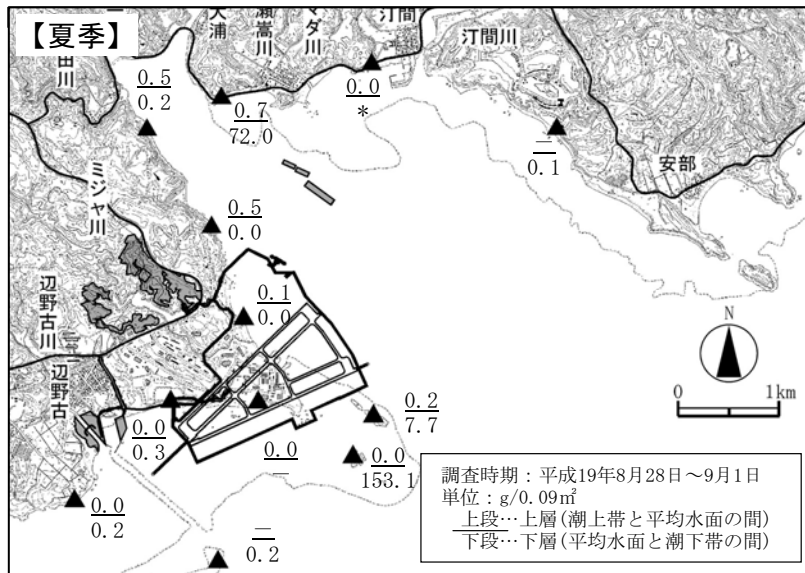 【夏季】
田川
大浦
瀬嵩川
マダ川
汀間
汀間川
0.5
0.2
0.7
72.0
0.0
*
—
0.1
安部
ミジャ川
0.5
0.0
0.1
0.0
辺野古川
辺野古
N
0 1km
0.0
0.3
0.0
—
0.2
7.7
0.0
153.1
0.0
0.2
—
0.2
調査時期:平成19年8月28日~9月1日
単位:g/0.09㎡
上段…上層(潮上帯と平均水面の間)
下段…下層(平均水面と潮下帯の間)